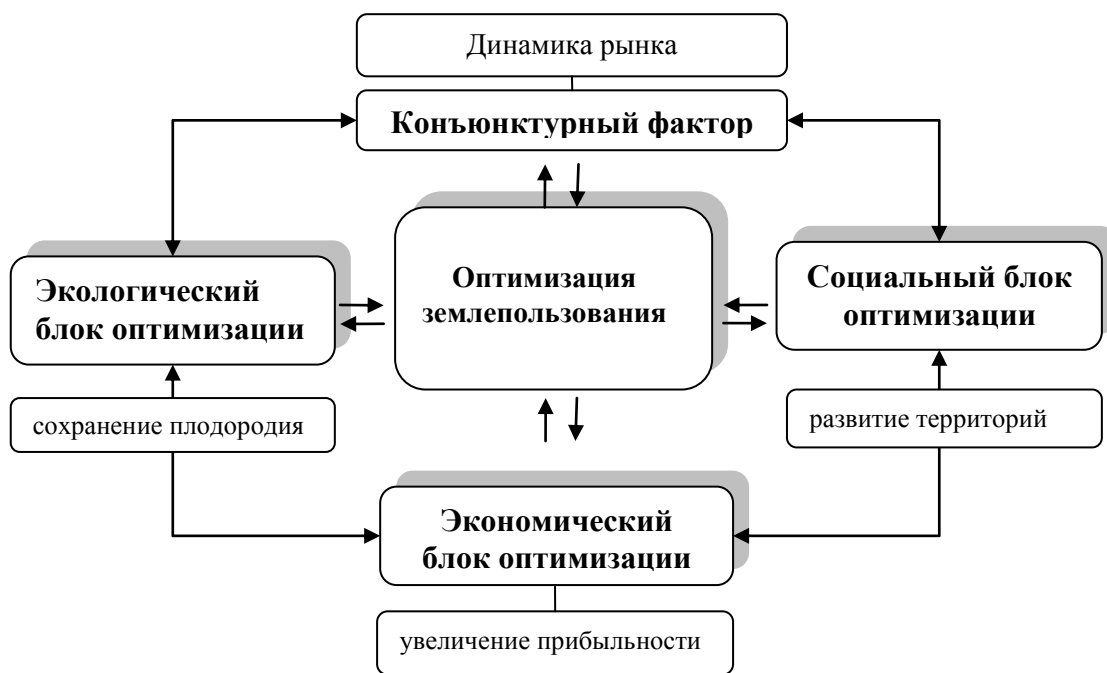 Динамика рынка
Конъюнктурный фактор
Оптимизация
землепользования
Экологический
блок оптимизации
Социальный блок
оптимизации
сохранение плодородия
развитие территорий
Экономический
блок оптимизации
увеличение прибыльности